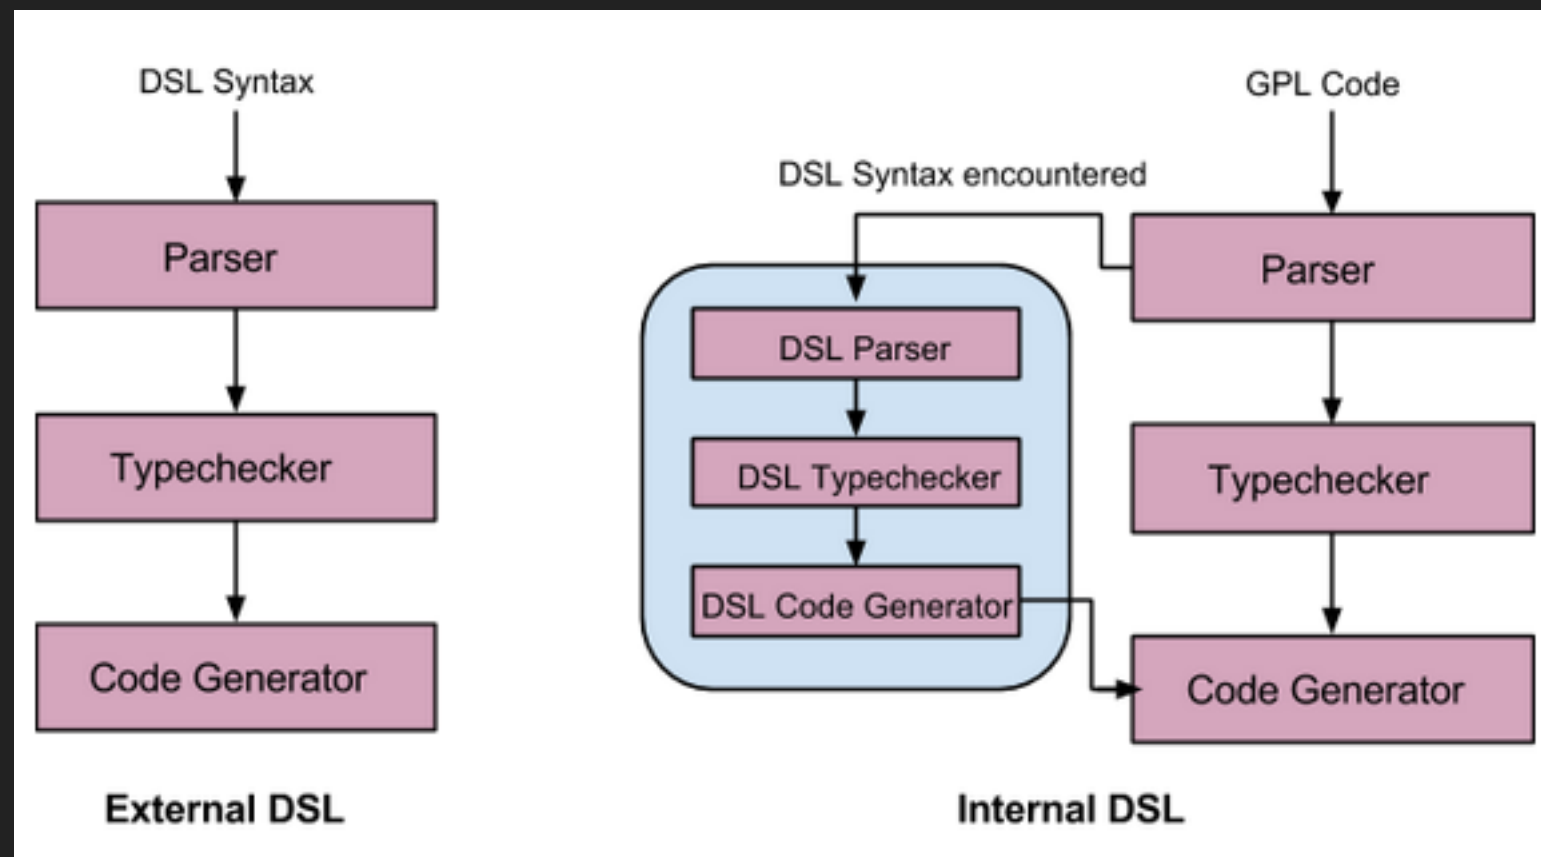 DSL Syntax
Parser
Typechecker
Code Generator
External DSL
GPL Code
DSL Syntax encountered
Parser
DSL Parser
DSL Typechecker
DSL Code Generator
Typechecker
Code Generator
Internal DSL